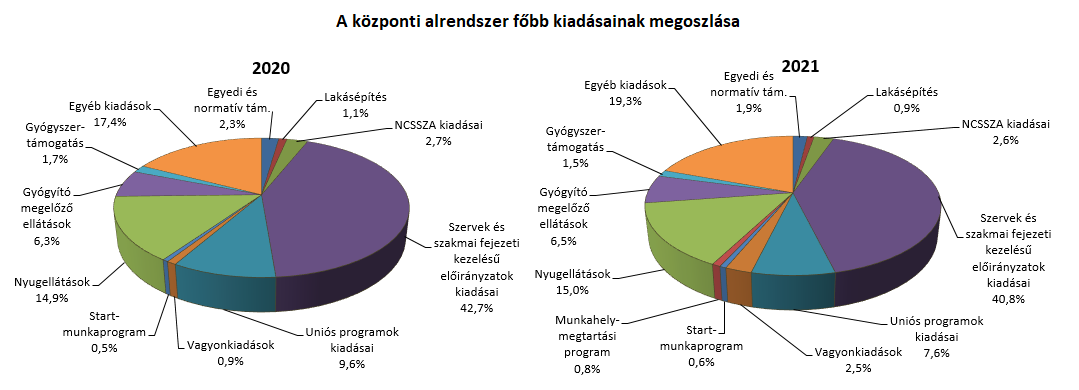 A központi alrendszer főbb kiadásainak megoszlása
2020
Egyedi és
normatív tám.
2,3%
Lakásépítés
1,1%
NCSSZA kiadásai
2,7%
Szervek és
szakmai fejezeti
kezelésű
előirányzatok
kiadásai
42,7%
Uniós programok
kiadásai
9,6%
Vagyonkiadások
0,9%
Start-
munkaprogram
0,5%
Nyugellátások
14,9%
Gyógyító
megelőző
ellátások
6,3%
Gyógyszer-
támogatás
1,7%
Egyéb kiadások
17,4%
2021
Egyedi és
normatív tám.
1,9%
Lakásépítés
0,9%
NCSSZA kiadásai
2,6%
Szervek és
szakmai fejezeti
kezelésű
előirányzatok
kiadásai
40,8%
Uniós programok
kiadásai
7,6%
Vagyonkiadások
2,5%
Start-
munkaprogram
0,6%
Munkahely-
megtartási
program
0,8%
Nyugellátások
15,0%
Gyógyító
megelőző
ellátások
6,5%
Gyógyszer-
támogatás
1,5%
Egyéb kiadások
19,3%